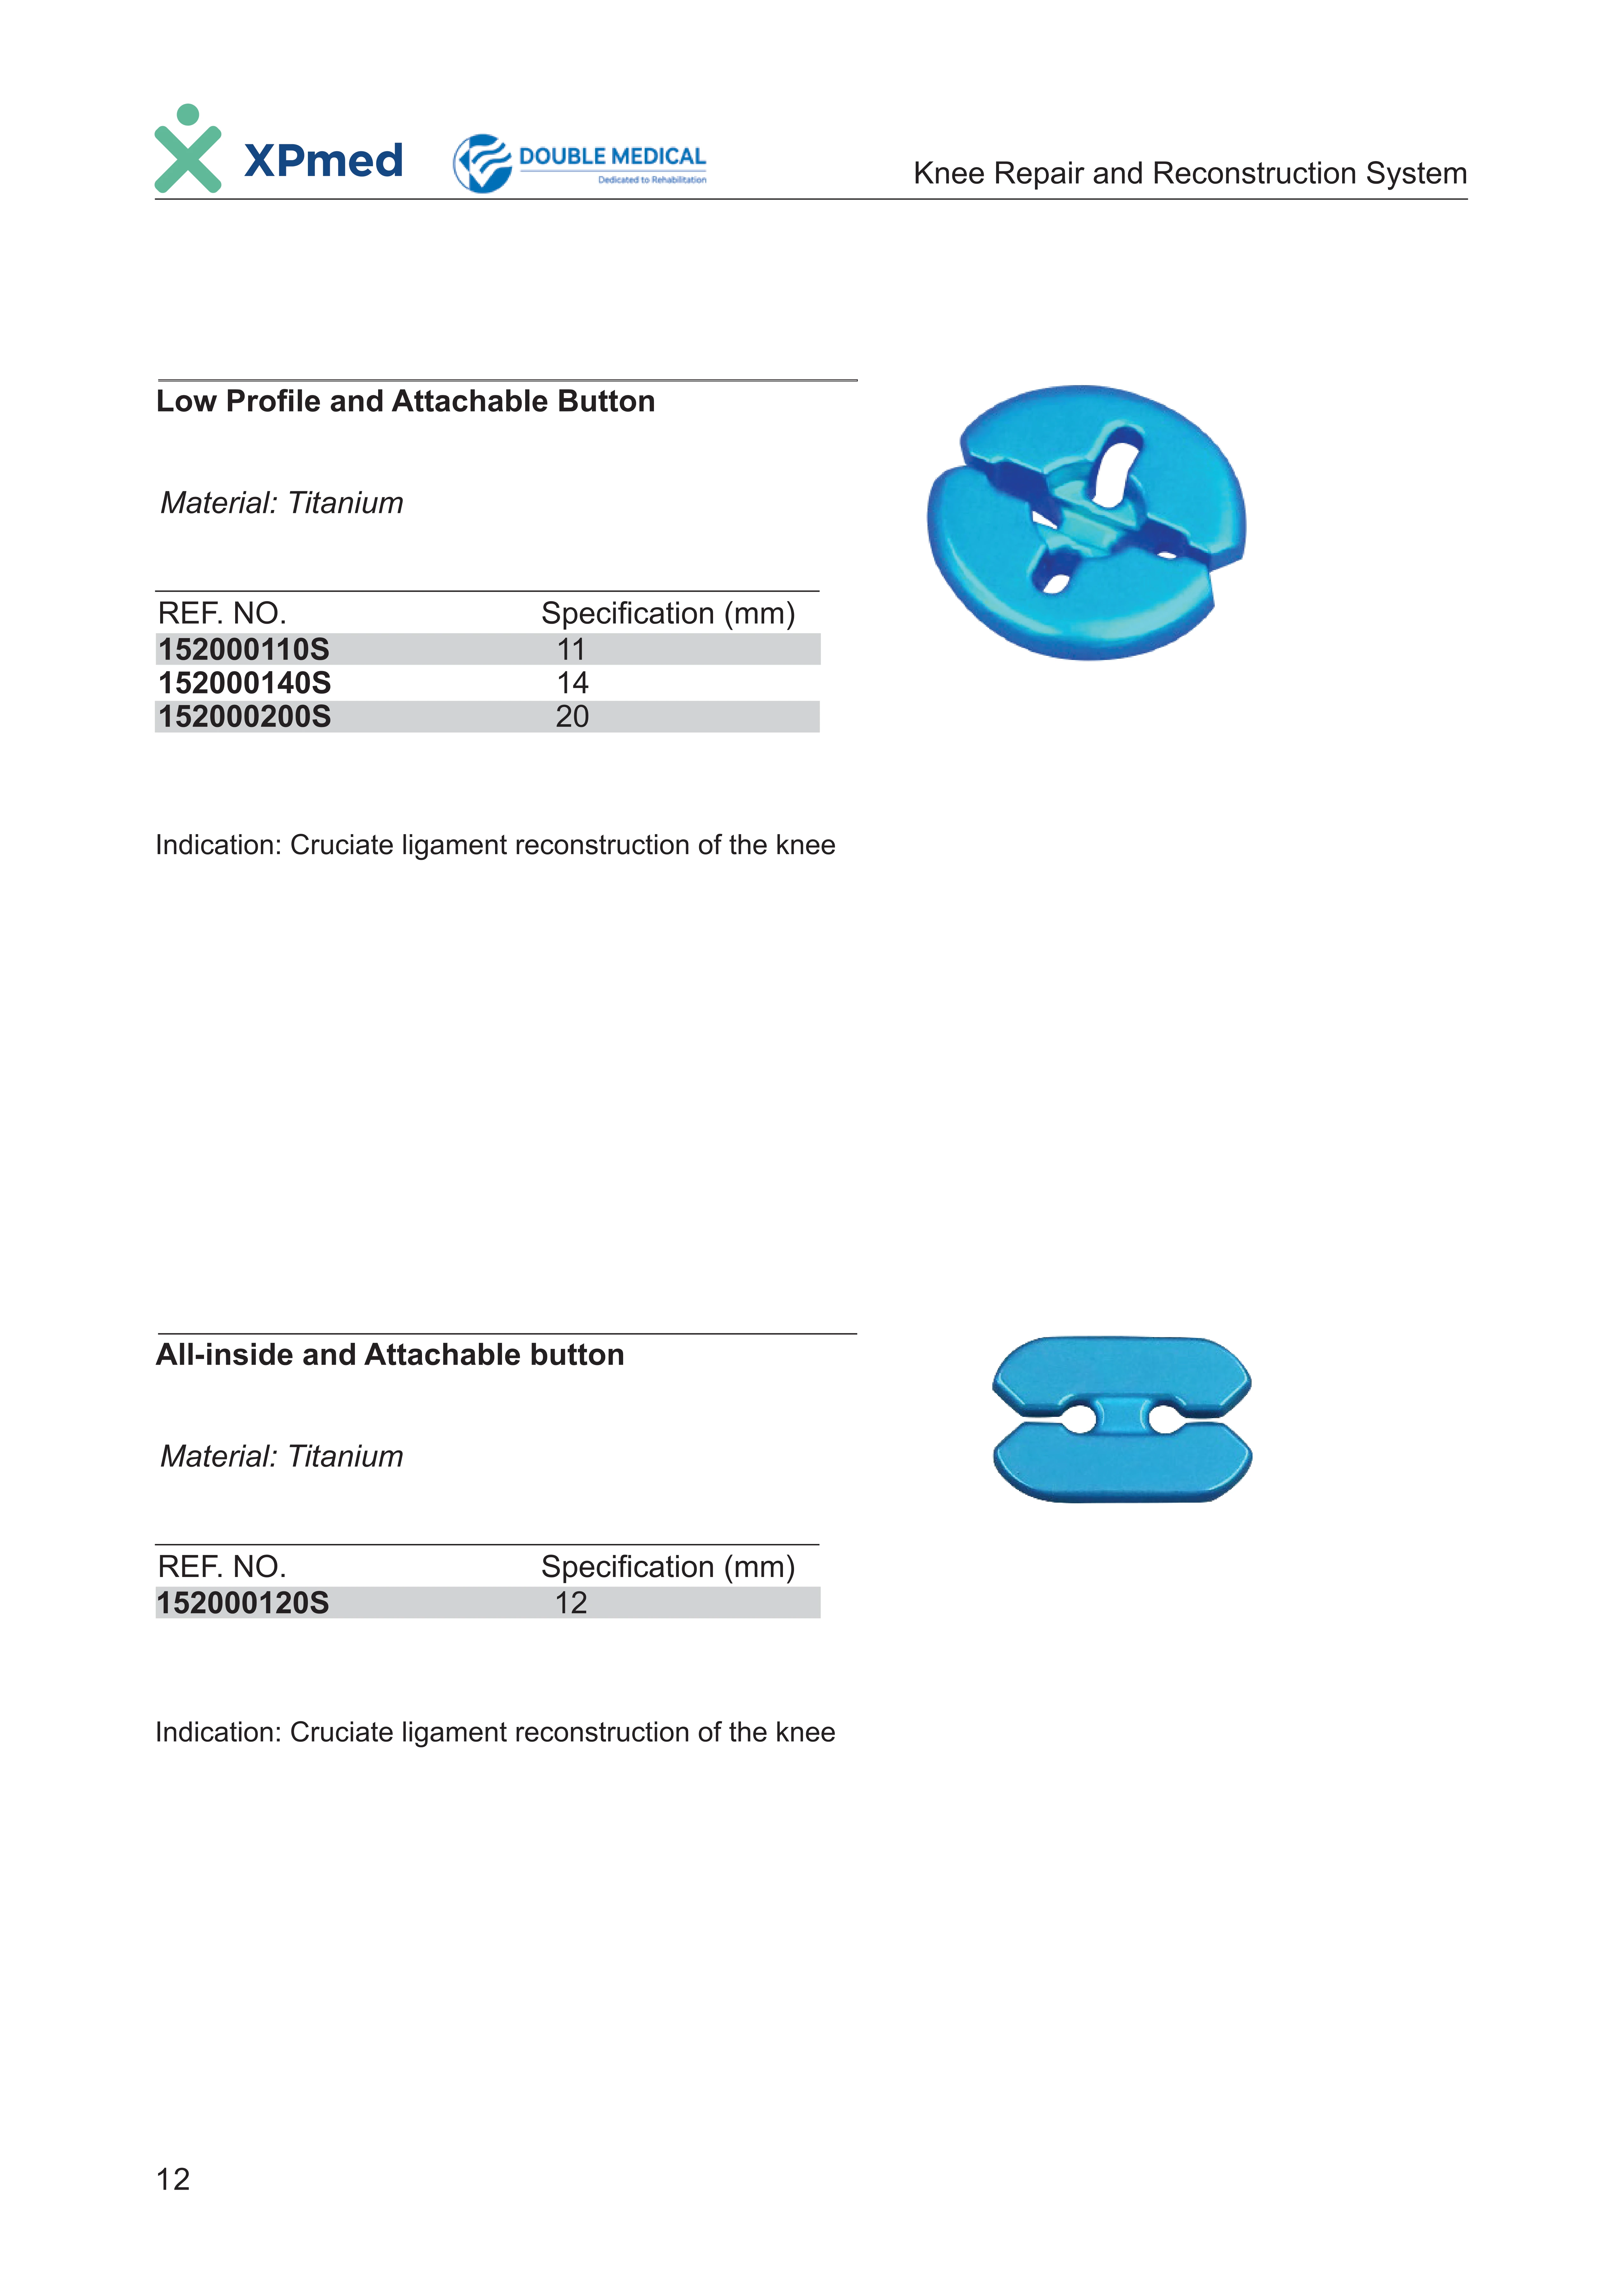 XPmed
DOUBLE MEDICAL
Dedicated to Rehabilitation
Knee Repair and Reconstruction System
Low Profile and Attachable Button
Material: Titanium
REF. NO. Specification (mm)
152000110S 11
152000140S 14
152000200S 20
Indication: Cruciate ligament reconstruction of the knee
All-inside and Attachable button
Material: Titanium
REF. NO. Specification (mm)
152000120S 12
Indication: Cruciate ligament reconstruction of the knee
12